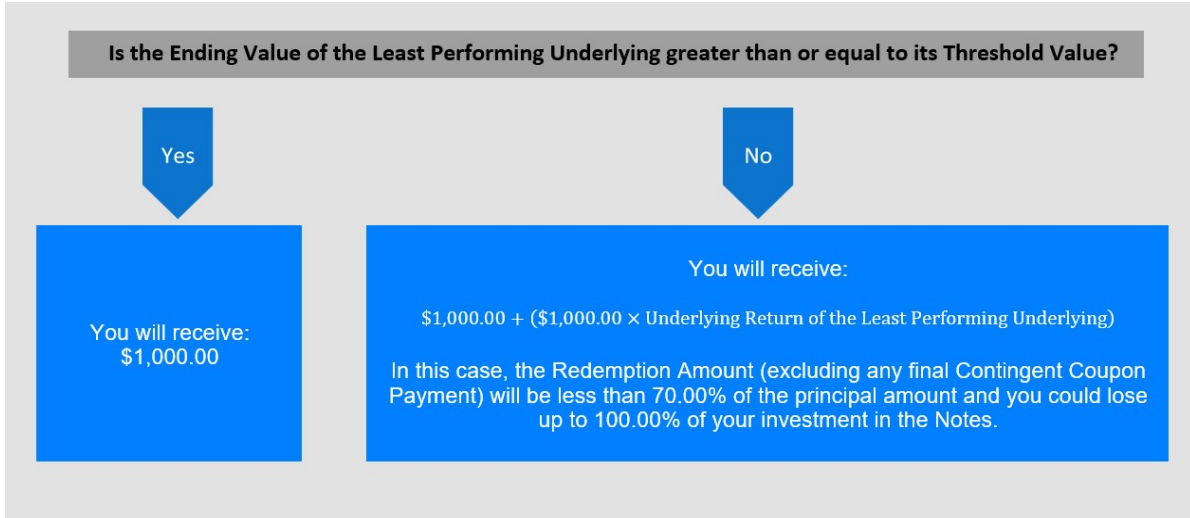 Is the Ending Value of the Least Performing Underlying greater than or equal to its Threshold Value?
Yes
No
You will receive:
$1,000.00
You will receive:
$1,000.00 + ($1,000.00 × Underlying Return of the Least Performing Underlying)
In this case, the Redemption Amount (excluding any final Contingent Coupon
Payment) will be less than 70.00% of the principal amount and you could lose
up to 100.00% of your investment in the Notes.